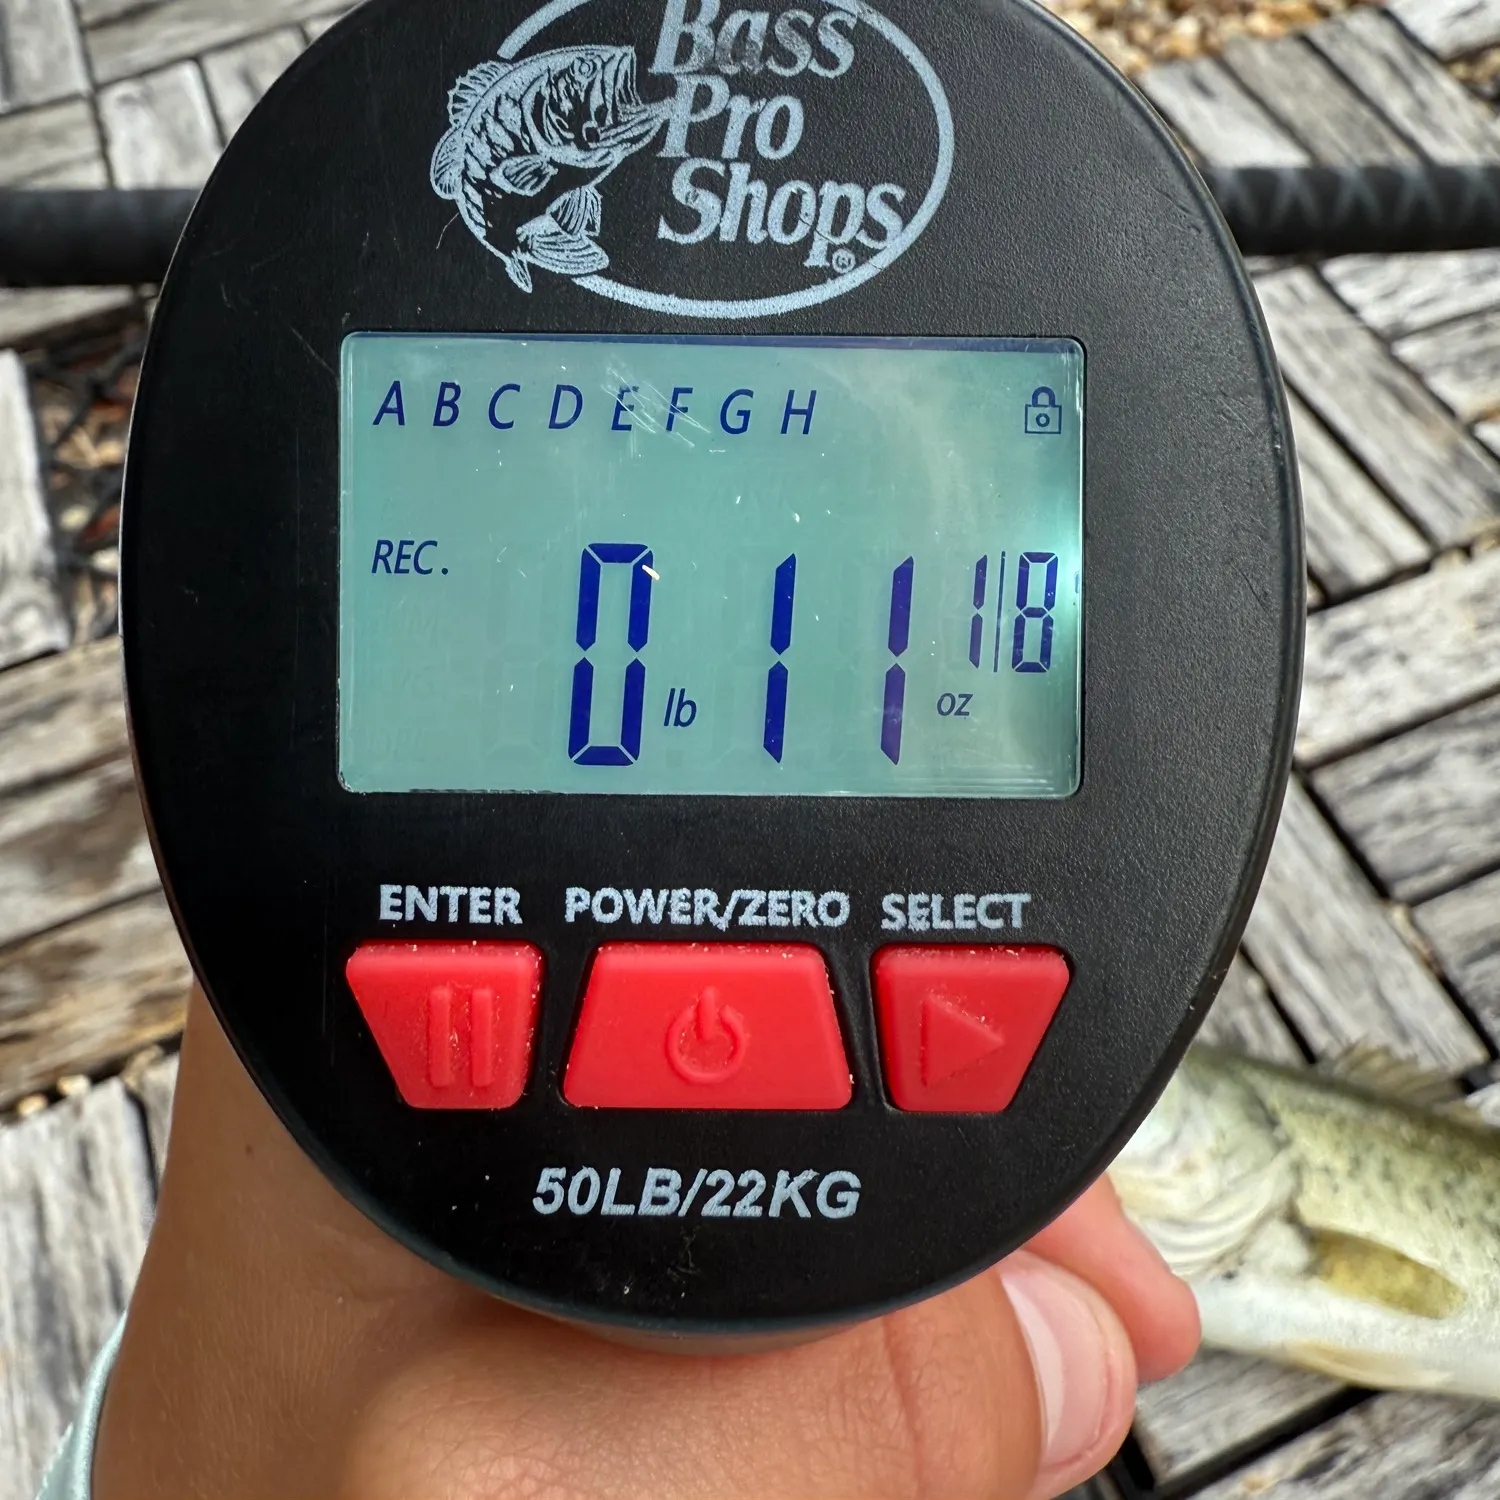 Bass
Pro
Shops®
A B C D E F G H
REC. 0 lb 11 oz 1|8
ENTER POWER/ZERO SELECT
50LB/22KG